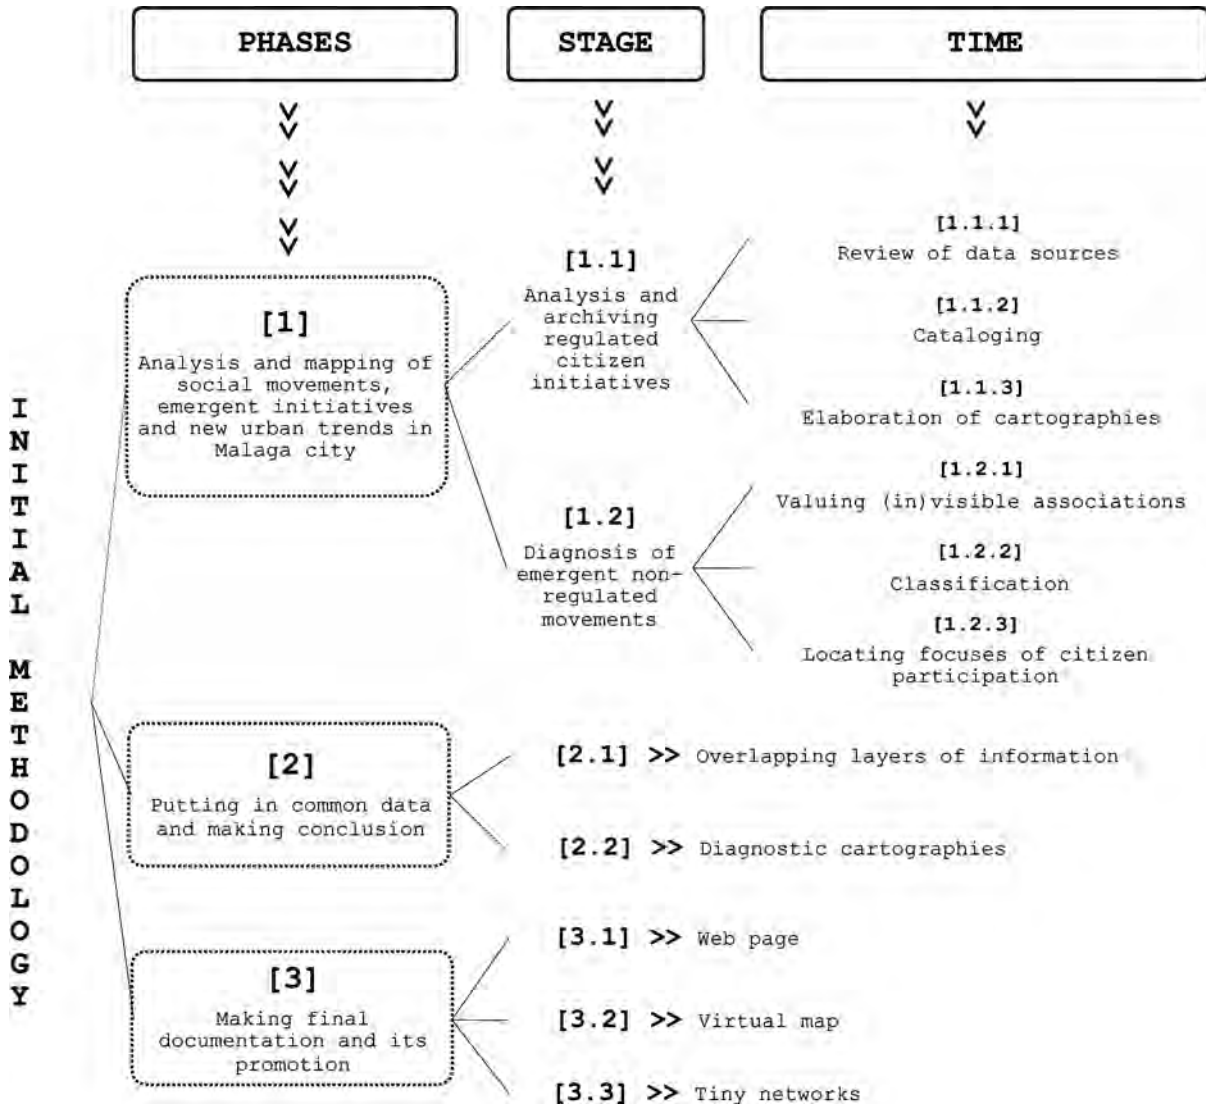 PHASES
STAGE
TIME
INITIAL METHODOLOGY
[1]
Analysis and mapping of
social movements,
emergent initiatives
and new urban trends in
Malaga city
[1.1]
Analysis and
archiving
regulated
citizen
initiatives
[1.1.1]
Review of data sources
[1.1.2]
Cataloging
[1.1.3]
Elaboration of cartographies
[1.2]
Diagnosis of
emergent non-
regulated
movements
[1.2.1]
Valuing (in)visible associations
[1.2.2]
Classification
[1.2.3]
Locating focuses of citizen
participation
[2]
Putting in common data
and making conclusion
[2.1] >> Overlapping layers of information
[2.2] >> Diagnostic cartographies
[3]
Making final
documentation and its
promotion
[3.1] >> Web page
[3.2] >> Virtual map
[3.3] >> Tiny networks